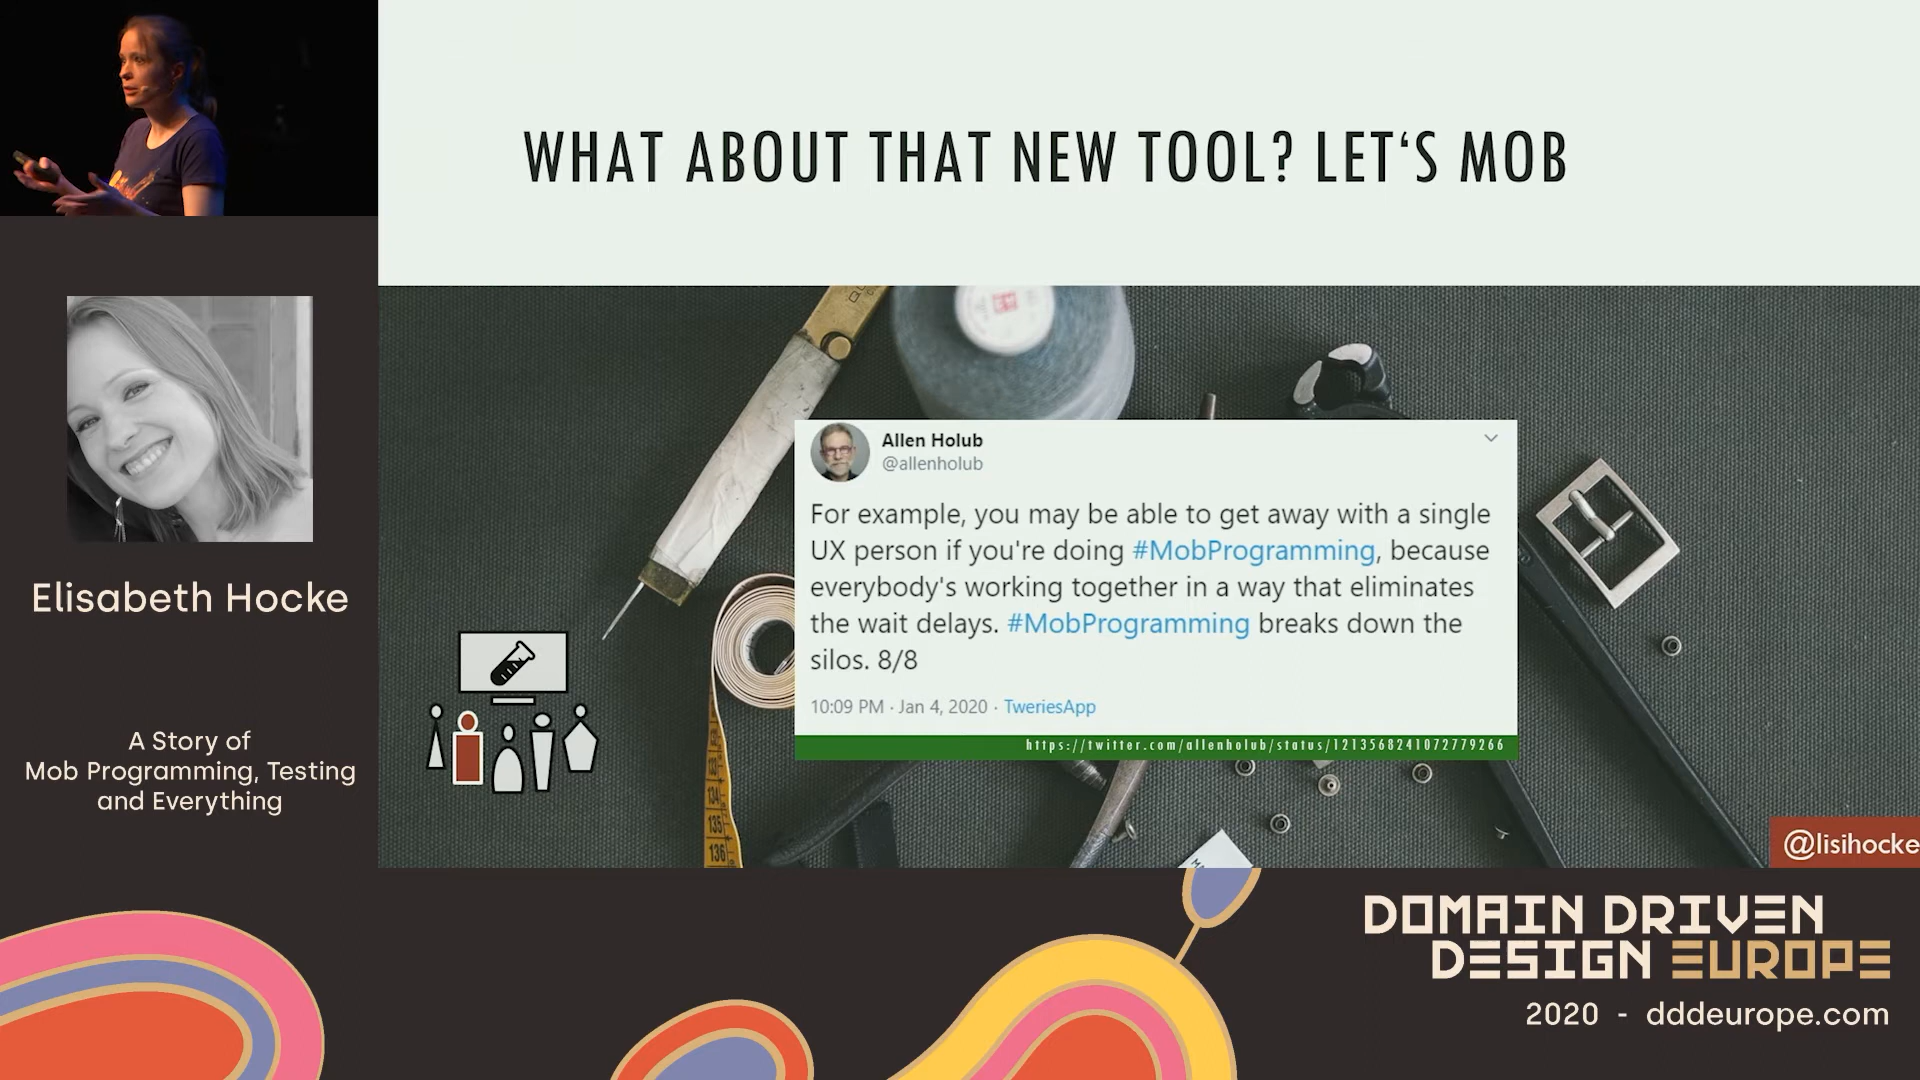 WHAT ABOUT THAT NEW TOOL? LET‘S MOB
Elisabeth Hocke
A Story of
Mob Programming, Testing
and Everything
Allen Holub
@allenholub
For example, you may be able to get away with a single
UX person if you're doing #MobProgramming, because
everybody's working together in a way that eliminates
the wait delays. #MobProgramming breaks down the
silos. 8/8
10:09 PM · Jan 4, 2020 · TweriesApp
https://twitter.com/allenholub/status/1213568241072779266
134
135
136
@lisihocke
DOMAIN DRIVEN
DESIGN EUROPE
2020 - dddeurope.com